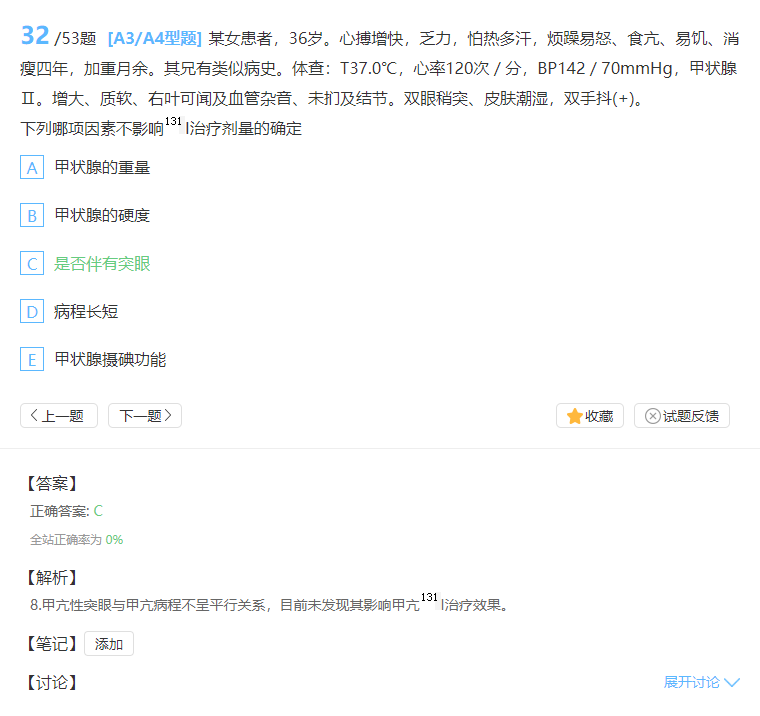 32 /53题 [A3/A4型题] 某女患者，36岁。心搏增快，乏力，怕热多汗，烦躁易怒、食亢、易饥、消
瘦四年，加重月余。其兄有类似病史。体查：T37.0℃，心率120次／分，BP142／70mmHg，甲状腺
Ⅱ。增大、质软、右叶可闻及血管杂音、未扪及结节。双眼稍突、皮肤潮湿，双手抖(+)。
下列哪项因素不影响131I治疗剂量的确定
A 甲状腺的重量
B 甲状腺的硬度
C 是否伴有突眼
D 病程长短
E 甲状腺摄碘功能
上一题 下一题 收藏 试题反馈
【答案】
正确答案: C
全站正确率为 0%
【解析】
8.甲亢性突眼与甲亢病程不呈平行关系，目前未发现其影响甲亢131I治疗效果。
【笔记】 添加
【讨论】 展开讨论